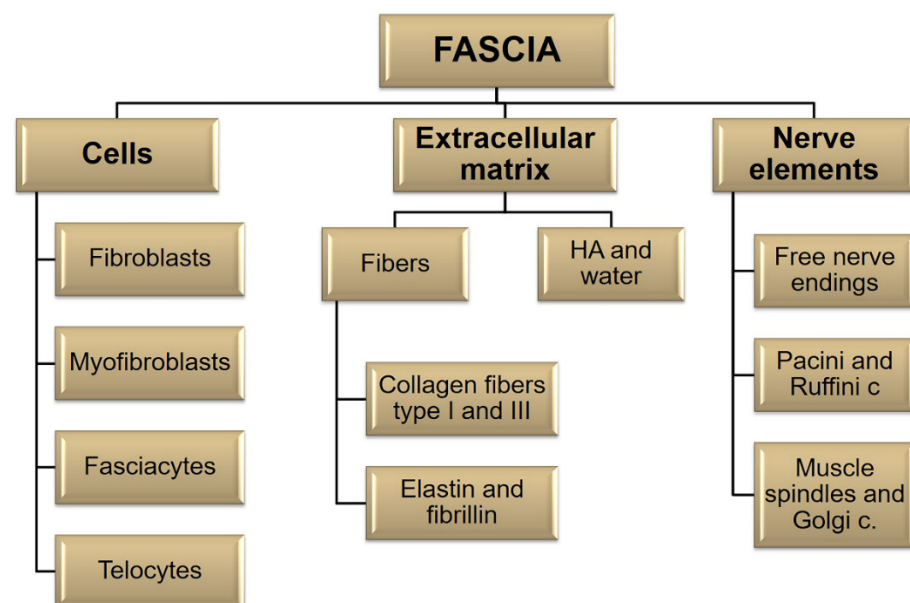 FASCIA
Cells
Extracellular
matrix
Nerve
elements
Fibroblasts
Myofibroblasts
Fasciacytes
Telocytes
Fibers
HA and
water
Collagen fibers
type I and III
Elastin and
fibrillin
Free nerve
endings
Pacini and
Ruffini c
Muscle
spindles and
Golgi c.